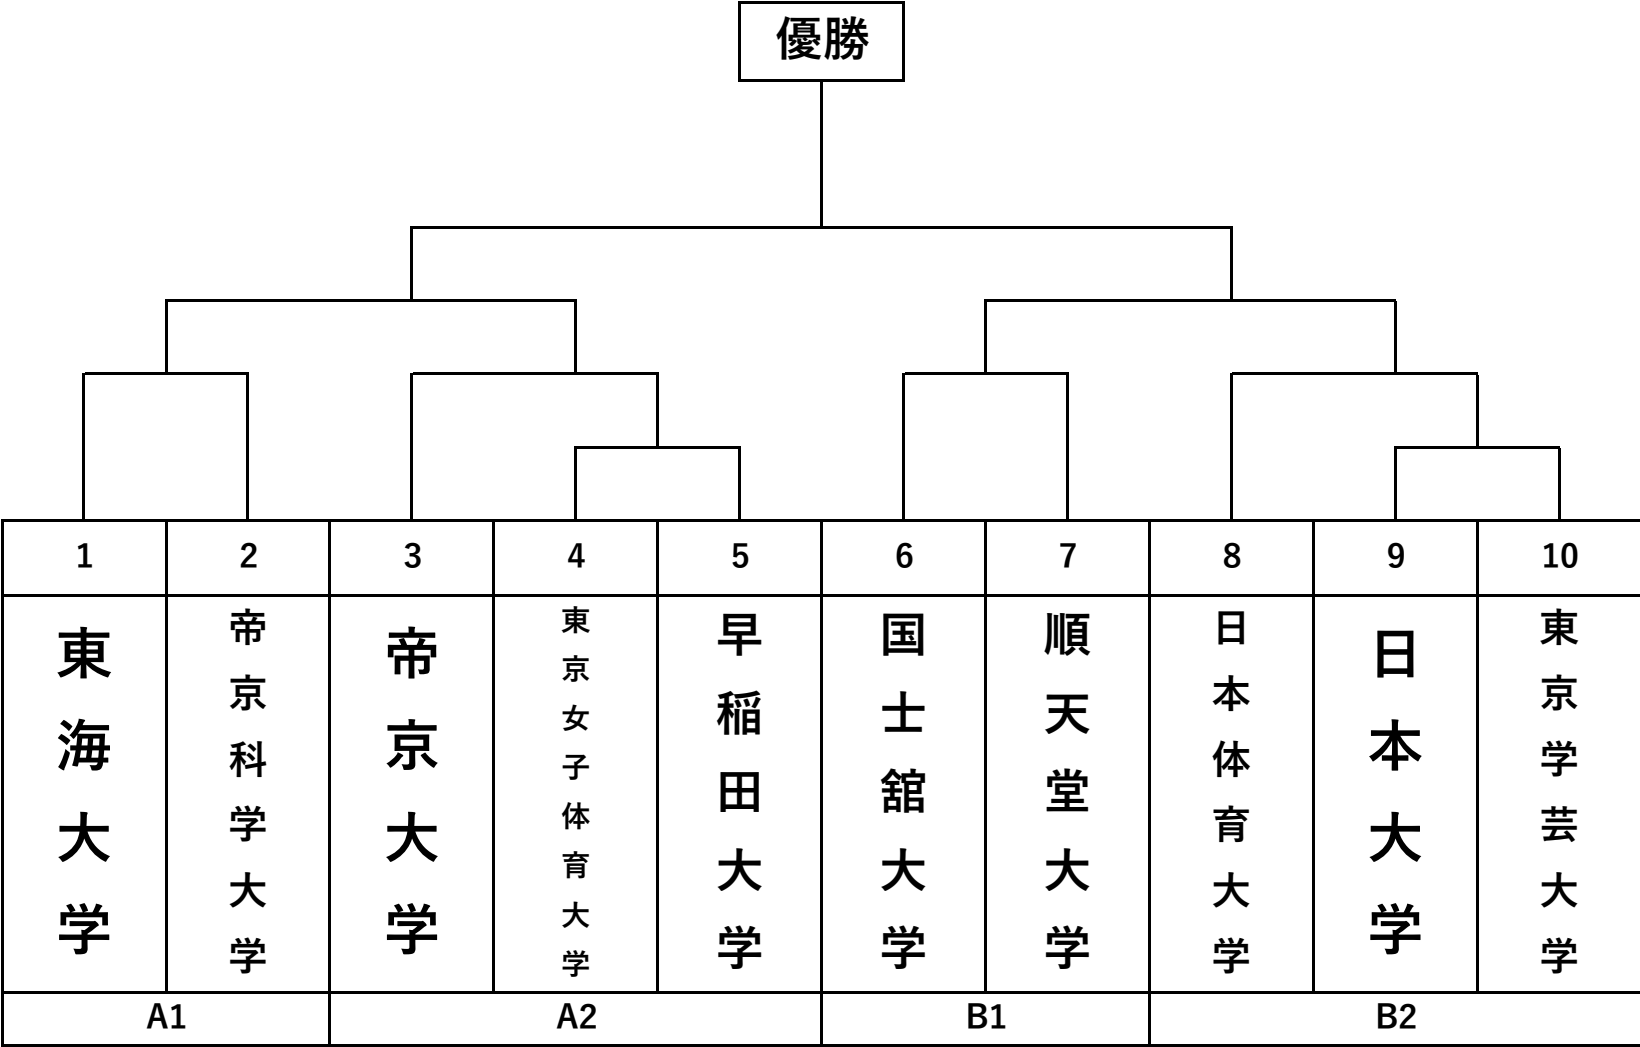 優勝
1
2
3
4
5
6
7
8
9
10
東海大学
帝京科学大学
帝京大学
東京女子体育大学
早稲田大学
国士舘大学
順天堂大学
日本体育大学
日本大学
東京学芸大学
A1
A2
B1
B2